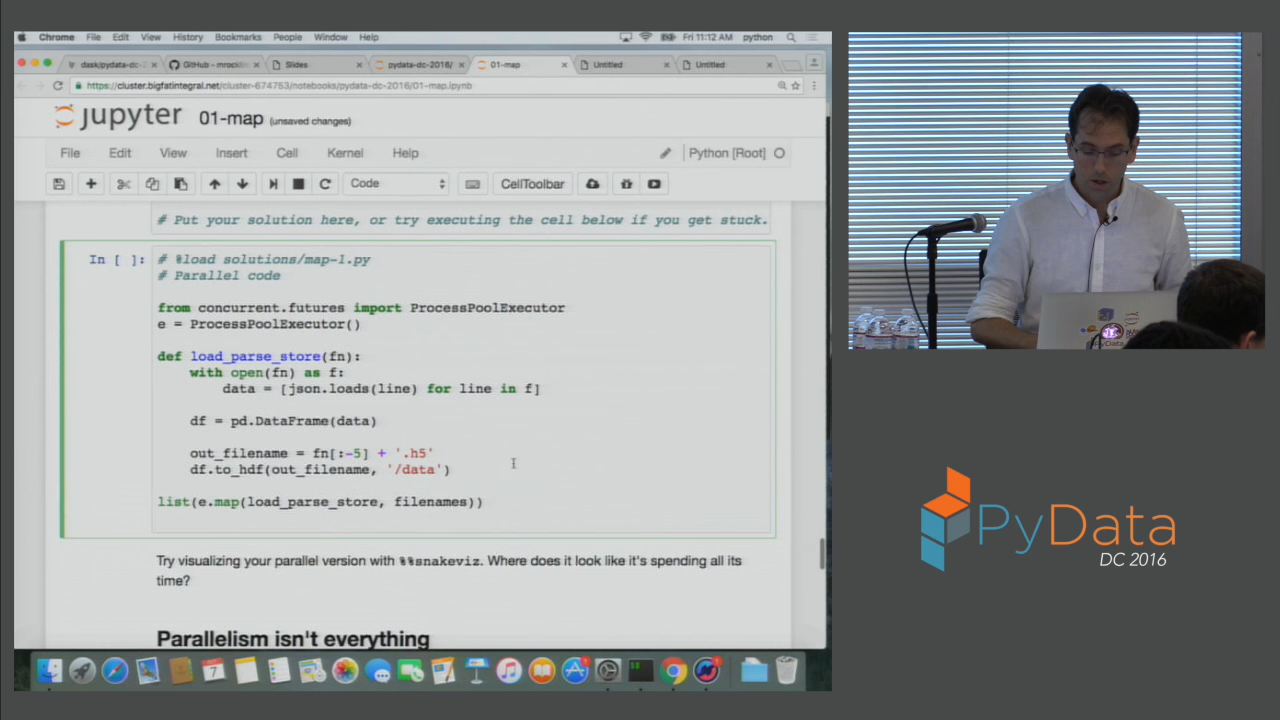 Chrome File Edit View History Bookmarks People Window Help
Fri 11:12 AM python
dask/pydata-dc-2
GitHub - mrockli
Slides
pydata-dc-2016/
01-map
Untitled
Untitled
https://cluster.bigfatintegral.net/cluster-674753/notebooks/pydata-dc-2016/01-map.ipynb
jupyter 01-map (unsaved changes)
File Edit View Insert Cell Kernel Help
Python [Root]
Code
CellToolbar
# Put your solution here, or try executing the cell below if you get stuck.
In [ ]: # %load solutions/map-1.py
# Parallel code
from concurrent.futures import ProcessPoolExecutor
e = ProcessPoolExecutor()
def load_parse_store(fn):
with open(fn) as f:
data = [json.loads(line) for line in f]
df = pd.DataFrame(data)
out_filename = fn[:-5] + '.h5'
df.to_hdf(out_filename, '/data')
list(e.map(load_parse_store, filenames))
Try visualizing your parallel version with %%snakeviz. Where does it look like it's spending all its
time?
Parallelism isn't everything
7
PyData
PyData
DC 2016